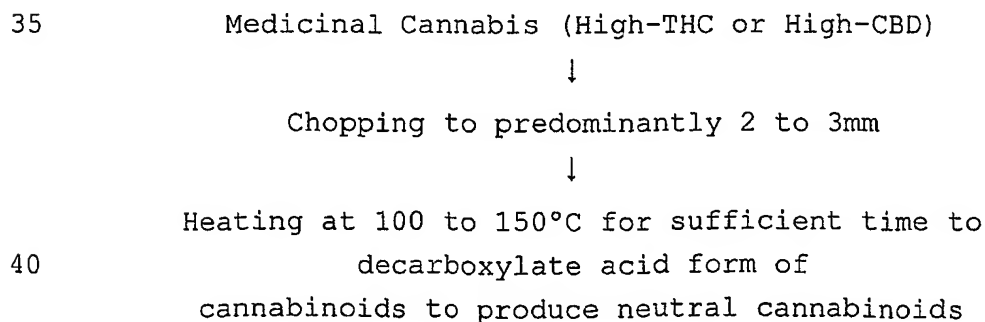 35 Medicinal Cannabis (High-THC or High-CBD)
↓
Chopping to predominantly 2 to 3mm
↓
Heating at 100 to 150°C for sufficient time to
40 decarboxylate acid form of
cannabinoids to produce neutral cannabinoids